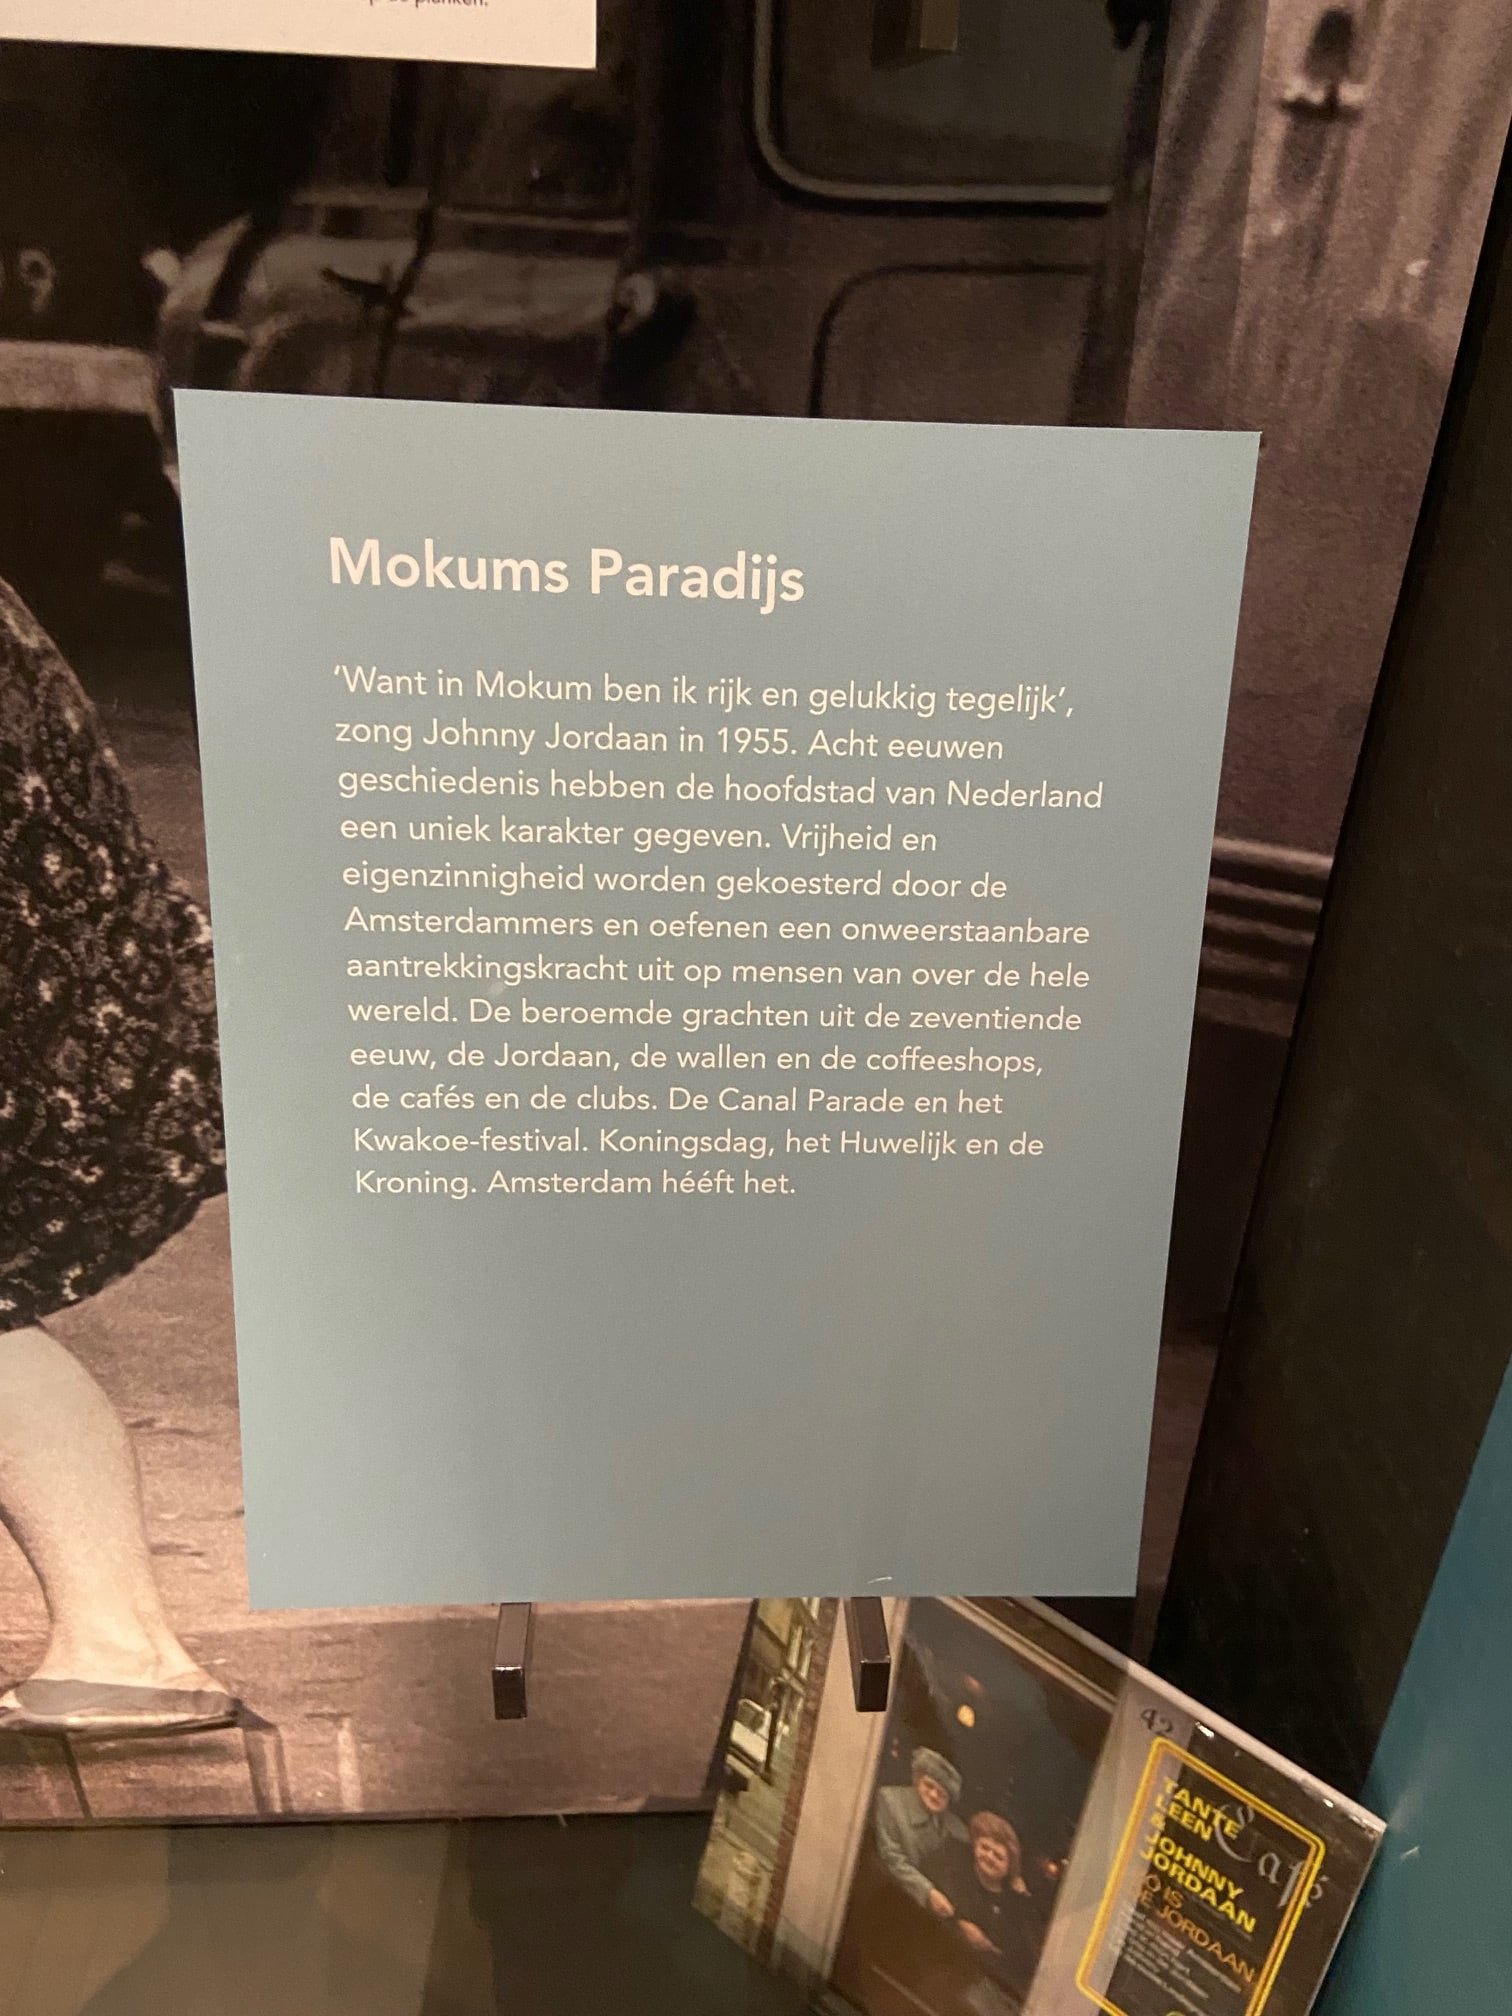 planken.
Mokums Paradijs
‘Want in Mokum ben ik rijk en gelukkig tegelijk’,
zong Johnny Jordaan in 1955. Acht eeuwen
geschiedenis hebben de hoofdstad van Nederland
een uniek karakter gegeven. Vrijheid en
eigenzinnigheid worden gekoesterd door de
Amsterdammers en oefenen een onweerstaanbare
aantrekkingskracht uit op mensen van over de hele
wereld. De beroemde grachten uit de zeventiende
eeuw, de Jordaan, de wallen en de coffeeshops,
de cafés en de clubs. De Canal Parade en het
Kwakoe-festival. Koningsdag, het Huwelijk en de
Kroning. Amsterdam hééft het.
42
TANTE
LEEN
&
JOHNNY
JORDAAN
Café
IS
JORDAAN